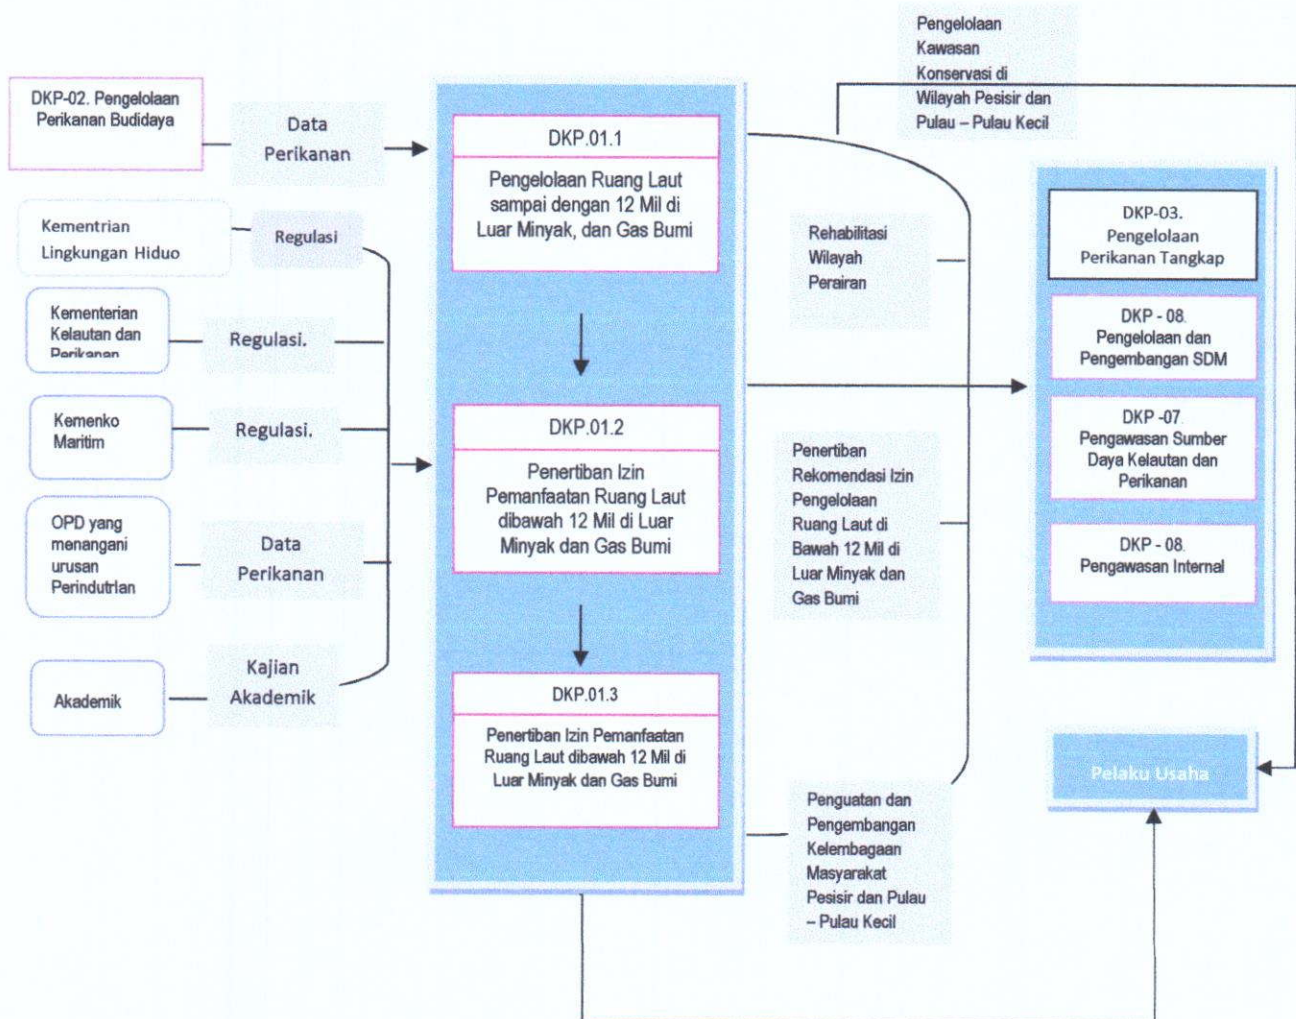 DKP-02. Pengelolaan
Perikanan Budidaya
Data
Perikanan
Kementrian
Lingkungan Hiduo
Regulasi
Kementerian
Kelautan dan
Perikanan
Regulasi.
Kemenko
Maritim
Regulasi.
OPD yang
menangani
urusan
Perindutrian
Data
Perikanan
Akademik
Kajian
Akademik
DKP.01.1
Pengelolaan Ruang Laut
sampai dengan 12 Mil di
Luar Minyak, dan Gas Bumi
DKP.01.2
Penertiban Izin
Pemanfaatan Ruang Laut
dibawah 12 Mil di Luar
Minyak dan Gas Bumi
DKP.01.3
Penertiban Izin Pemanfaatan
Ruang Laut dibawah 12 Mil di
Luar Minyak dan Gas Bumi
Pengelolaan
Kawasan
Konservasi di
Wilayah Pesisir dan
Pulau – Pulau Kecil
Rehabilitasi
Wilayah
Perairan
Penertiban
Rekomendasi Izin
Pengelolaan
Ruang Laut di
Bawah 12 Mil di
Luar Minyak dan
Gas Bumi
Penguatan dan
Pengembangan
Kelembagaan
Masyarakat
Pesisir dan Pulau
– Pulau Kecil
DKP-03.
Pengelolaan
Perikanan Tangkap
DKP - 08.
Pengelolaan dan
Pengembangan SDM
DKP -07.
Pengawasan Sumber
Daya Kelautan dan
Perikanan
DKP - 08.
Pengawasan Internal
Pelaku Usaha